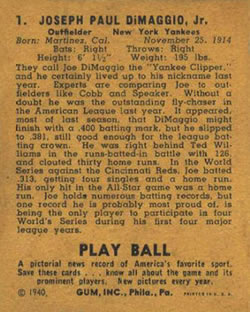 1. JOSEPH PAUL DiMAGGIO, Jr.
Outfielder New York Yankees
Born: Martinez, Cal. November 25, 1914
Bats: Right Throws: Right
Height: 6' 1½" Weight: 195 lbs.
They call Joe DiMaggio the "Yankee Clipper,"
and he certainly lived up to his nickname last
year. Experts are comparing Joe to out-
fielders like Cobb and Speaker. Without a
doubt he was the outstanding fly-chaser in
the American League last year. It appeared,
most of last season, that DiMaggio might
finish with a .400 batting mark, but he slipped
to .381, still good enough for the league's
crown. He was right behind Ted Wil-
liams in the runs-batted-in battle with 126,
and clouted thirty home runs. In the World
Series against the Cincinnati Reds, Joe batted
.313, getting four singles and a home run.
His only hit in the All-Star game was a home
run. Joe holds numerous batting records, but
one record he is probably most proud of, is
being the only player to participate in four
World's Series during his first four major
league years.
PLAY BALL
A pictorial news record of America's favorite sport.
Save these cards . . . know all about the game and its
prominent players. New pictures every year.
© 1940, GUM, INC., Phila., Pa. PRINTED IN U. S. A.